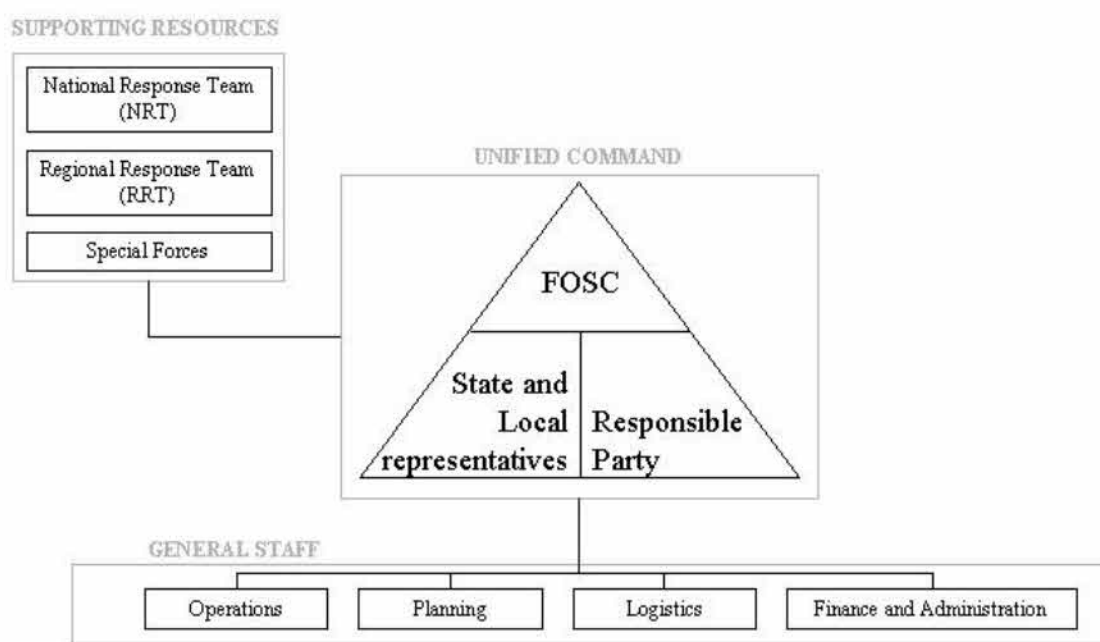 SUPPORTING RESOURCES
National Response Team
(NRT)
Regional Response Team
(RRT)
Special Forces
UNIFIED COMMAND
FOSC
State and
Local
representatives
Responsible
Party
GENERAL STAFF
Operations
Planning
Logistics
Finance and Administration